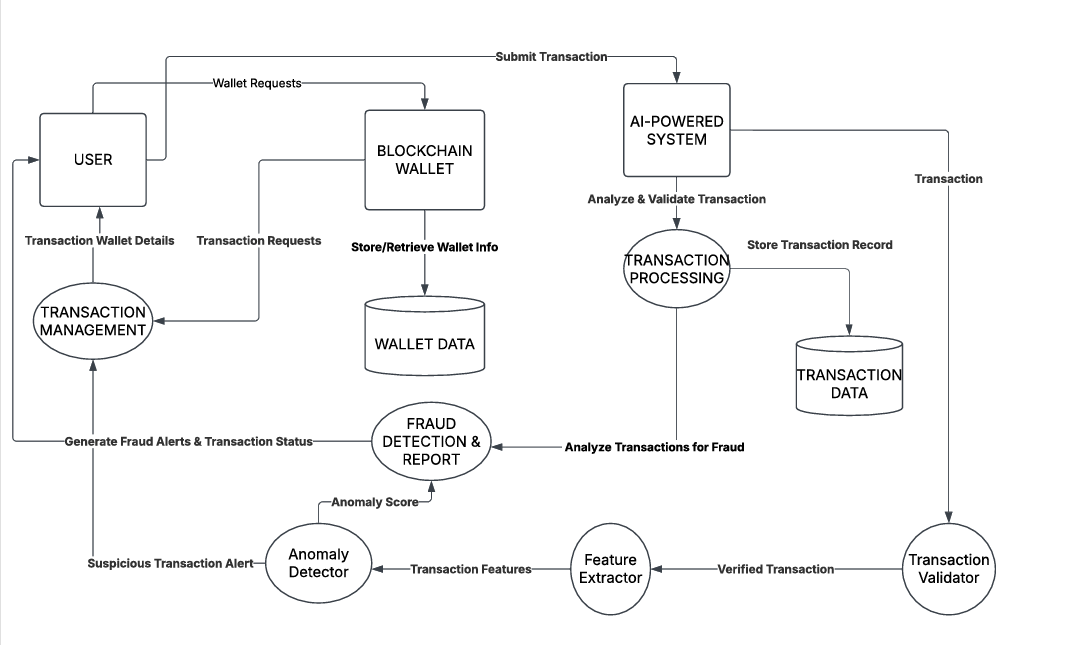 Submit Transaction
Wallet Requests
USER
BLOCKCHAIN
WALLET
AI-POWERED
SYSTEM
Transaction
Analyze & Validate Transaction
Transaction Wallet Details
Transaction Requests
Store/Retrieve Wallet Info
Store Transaction Record
TRANSACTION
PROCESSING
TRANSACTION
MANAGEMENT
WALLET DATA
TRANSACTION
DATA
FRAUD
DETECTION &
REPORT
Generate Fraud Alerts & Transaction Status
Analyze Transactions for Fraud
Anomaly Score
Suspicious Transaction Alert
Anomaly
Detector
Transaction Features
Feature
Extractor
Verified Transaction
Transaction
Validator